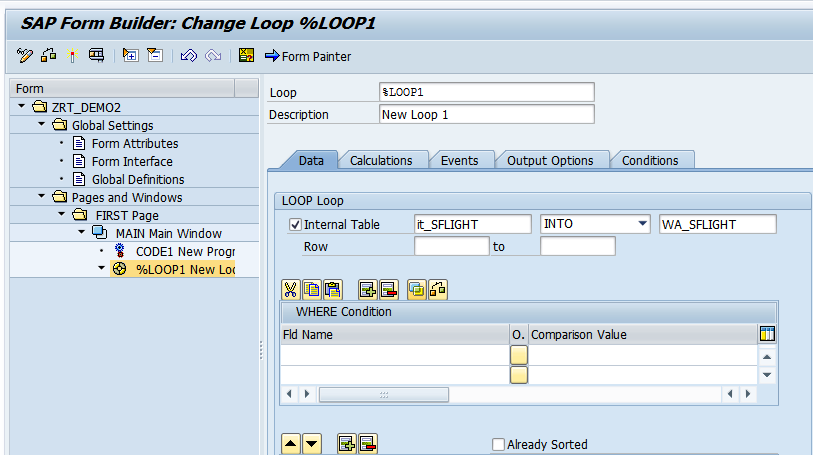 SAP Form Builder: Change Loop %LOOP1
Form Painter
Form
ZRT_DEMO2
Global Settings
Form Attributes
Form Interface
Global Definitions
Pages and Windows
FIRST Page
MAIN Main Window
CODE1 New Progr
%LOOP1 New Loo
Loop %LOOP1
Description New Loop 1
Data Calculations Events Output Options Conditions
LOOP Loop
Internal Table it_SFLIGHT INTO WA_SFLIGHT
Row to
WHERE Condition
Fld Name O. Comparison Value
Already Sorted